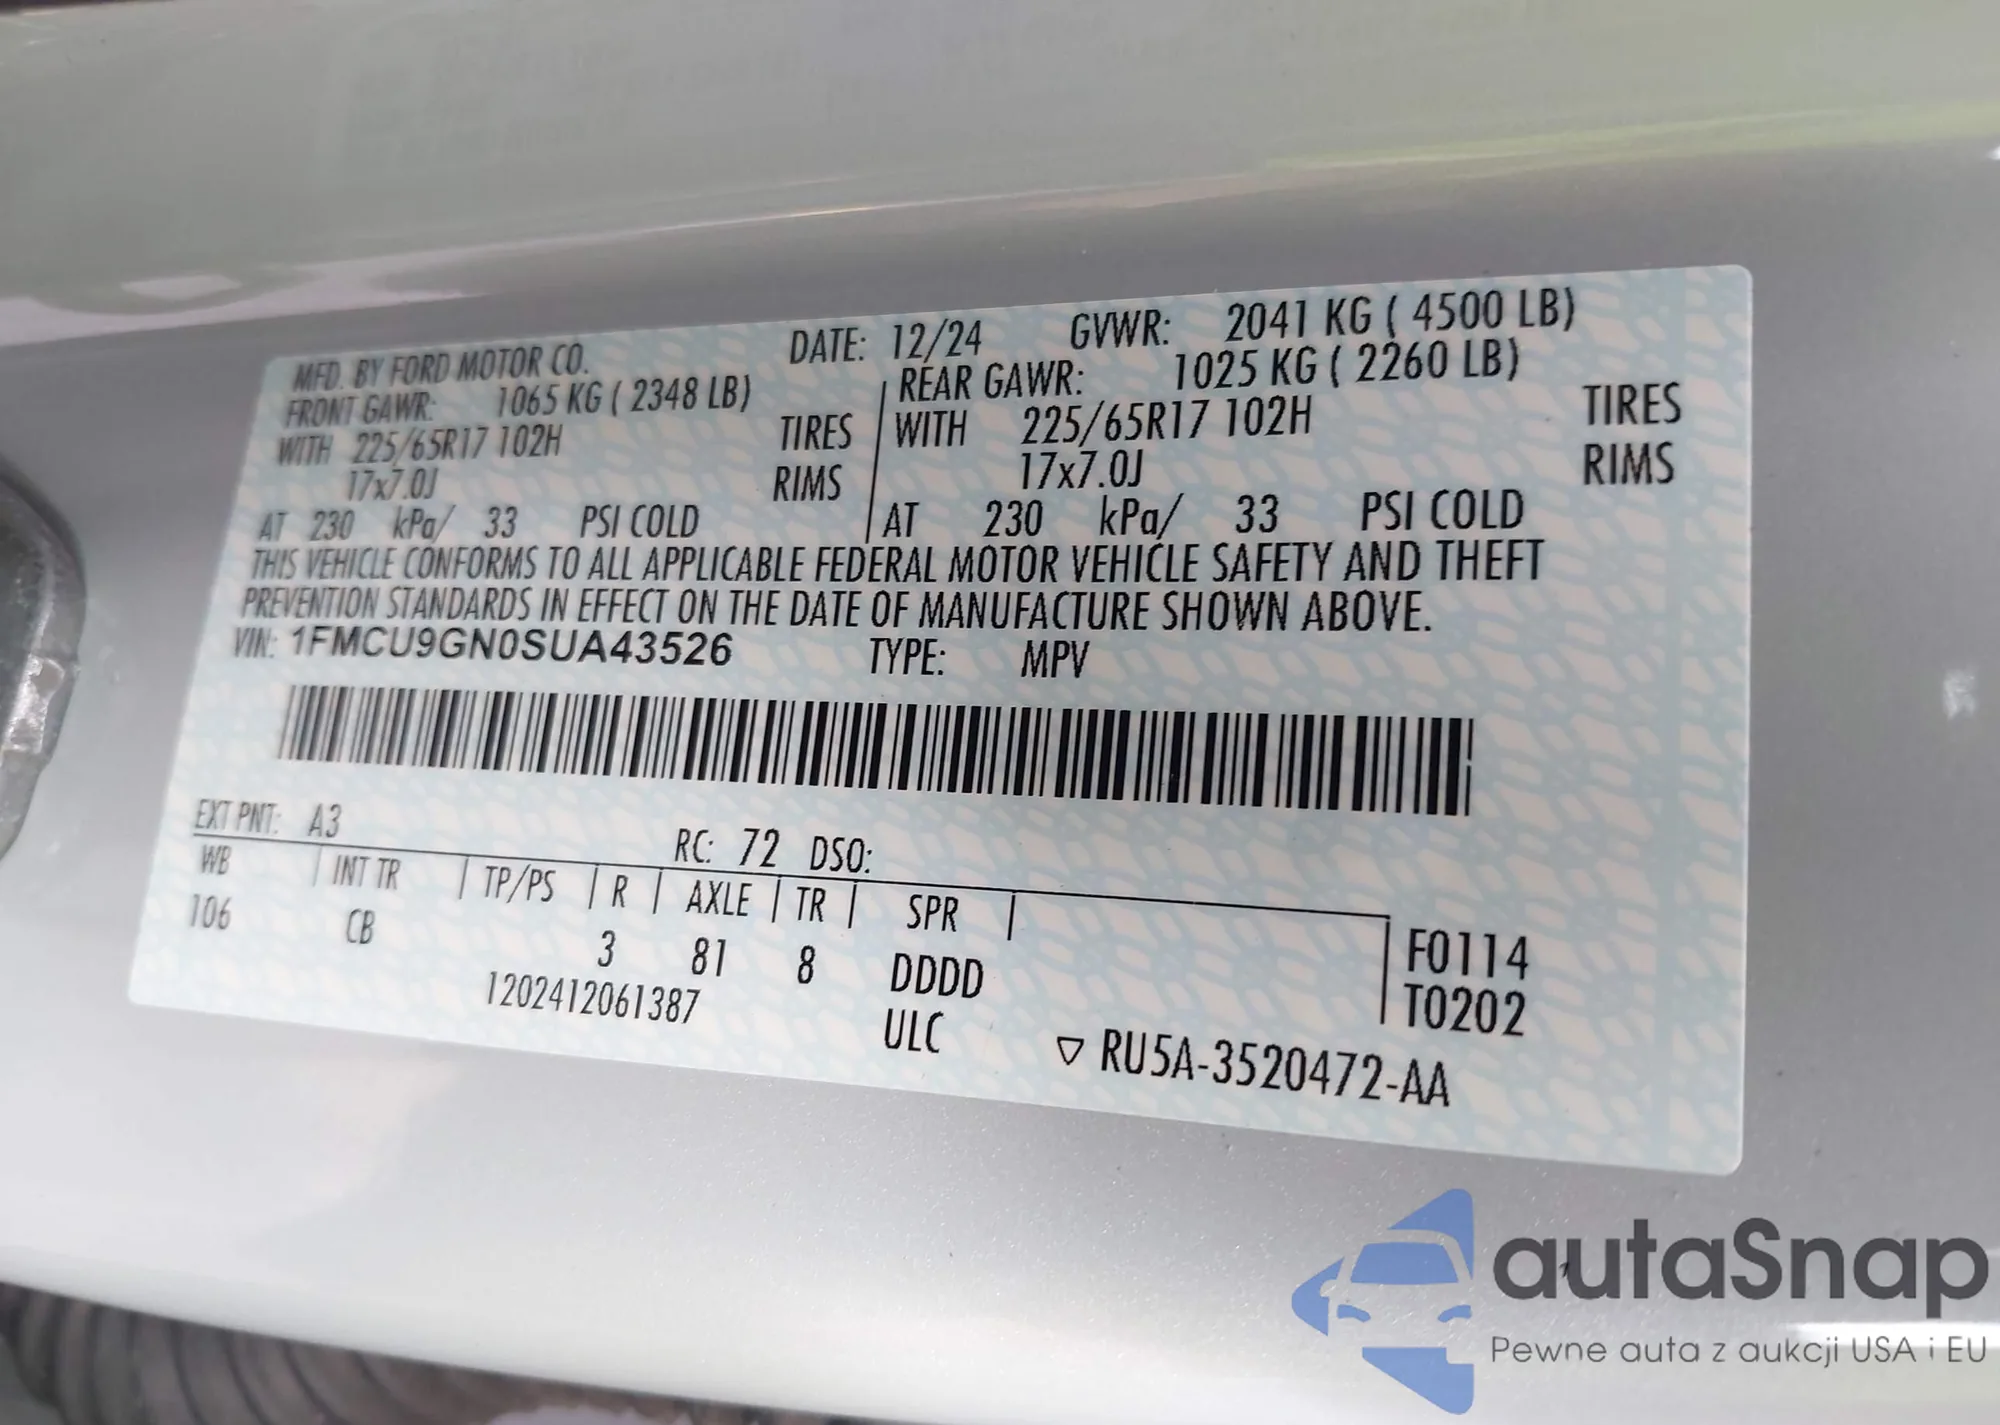 MFD. BY FORD MOTOR CO. DATE: 12/24 GVWR: 2041 KG ( 4500 LB)
FRONT GAWR: 1065 KG ( 2348 LB) REAR GAWR: 1025 KG ( 2260 LB)
WITH 225/65R17 102H TIRES WITH 225/65R17 102H TIRES
17x7.0J RIMS 17x7.0J RIMS
AT 230 kPa/ 33 PSI COLD AT 230 kPa/ 33 PSI COLD
THIS VEHICLE CONFORMS TO ALL APPLICABLE FEDERAL MOTOR VEHICLE SAFETY AND THEFT
PREVENTION STANDARDS IN EFFECT ON THE DATE OF MANUFACTURE SHOWN ABOVE.
VIN: 1FMCU9GN0SUA43526 TYPE: MPV
EXT PNT: A3 RC: 72 DSO:
WB INT TR TP/PS R AXLE TR SPR
106 CB 3 81 8 DDDD F0114
1202412061387 ULC T0202
▽ RU5A-3520472-AA
autaSnap
Pewne auta z aukcji USA i EU